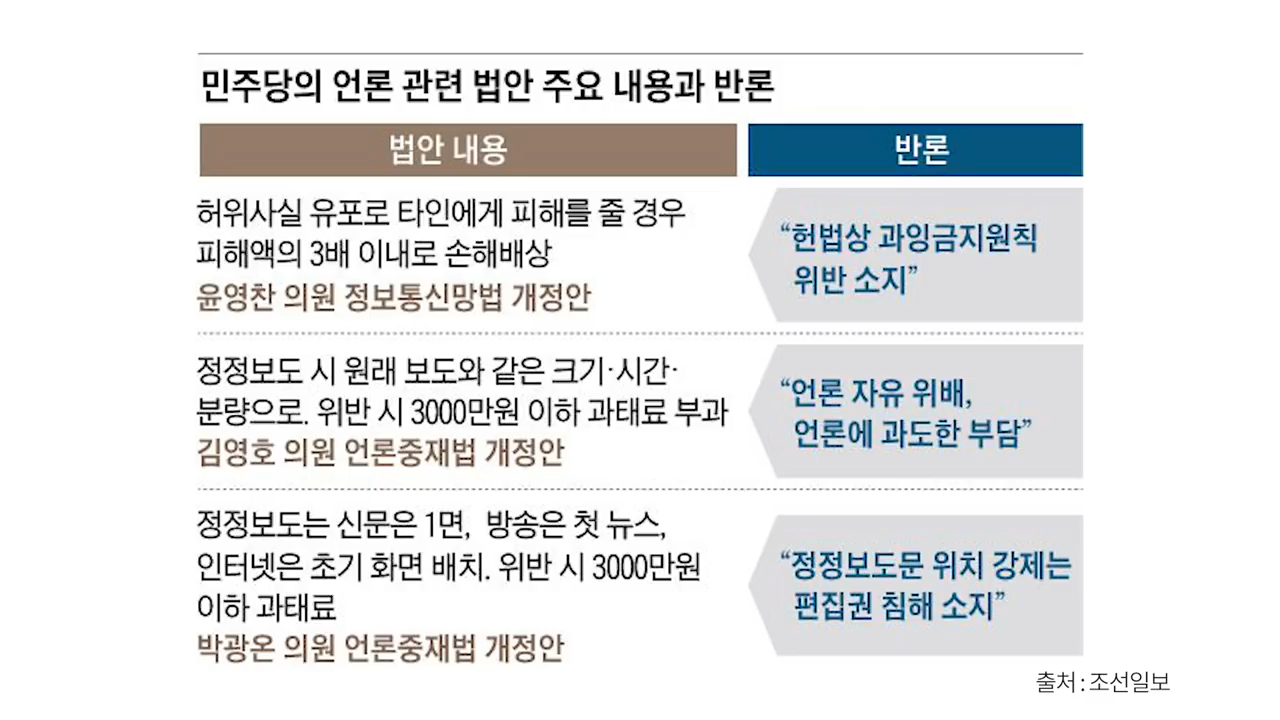 민주당의 언론 관련 법안 주요 내용과 반론
법안 내용
반론
허위사실 유포로 타인에게 피해를 줄 경우
피해액의 3배 이내로 손해배상
윤영찬 의원 정보통신망법 개정안
“헌법상 과잉금지원칙
위반 소지”
정정보도 시 원래 보도와 같은 크기·시간·
분량으로. 위반 시 3000만원 이하 과태료 부과
김영호 의원 언론중재법 개정안
“언론 자유 위배,
언론에 과도한 부담”
정정보도는 신문은 1면, 방송은 첫 뉴스,
인터넷은 초기 화면 배치. 위반 시 3000만원
이하 과태료
박광온 의원 언론중재법 개정안
“정정보도문 위치 강제는
편집권 침해 소지”
출처 : 조선일보